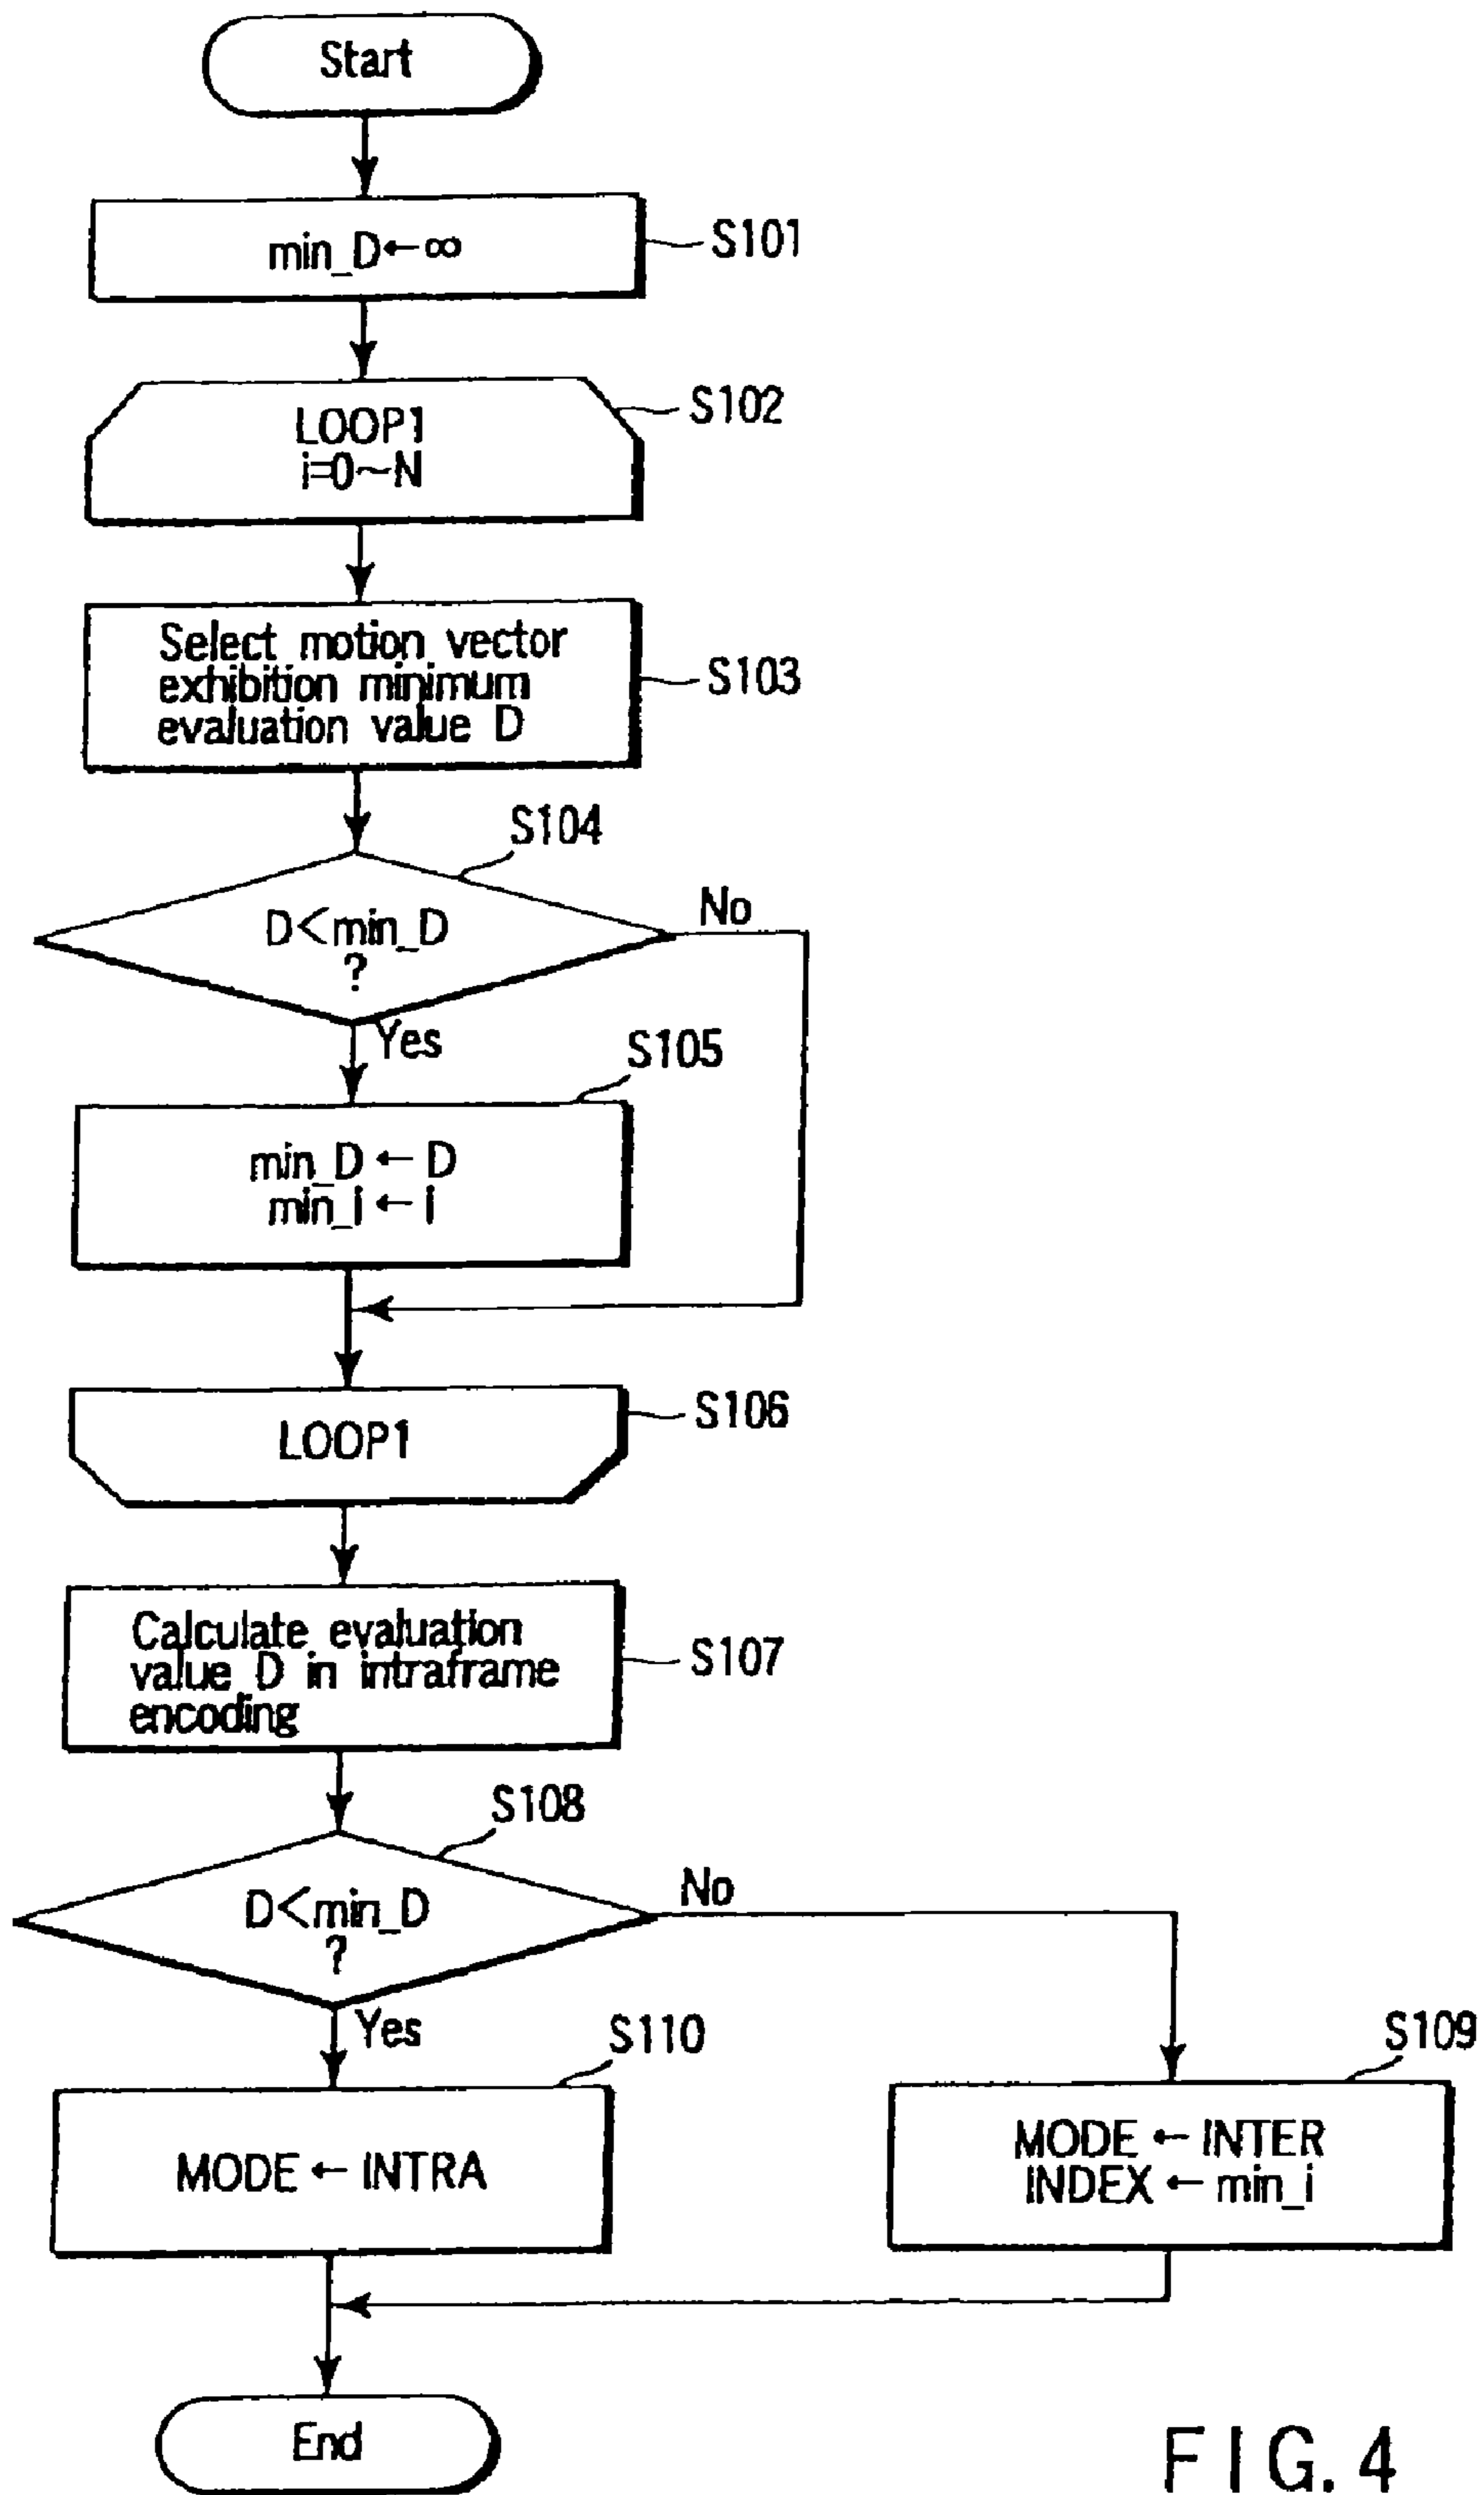 Start
min_D←∞
S101
LOOP1
i=0~N
S102
Select motion vector
exhibition minimum
evaluation value D
S103
S104
D<min_D
?
No
Yes
S105
min_D ← D
min_i ← i
LOOP1
S106
Calculate evaluation
value D in intraframe
encoding
S107
S108
D<min_D
?
No
Yes
S110
S109
MODE ← INTRA
MODE ← INTER
INDEX ← min_i
End
FIG. 4